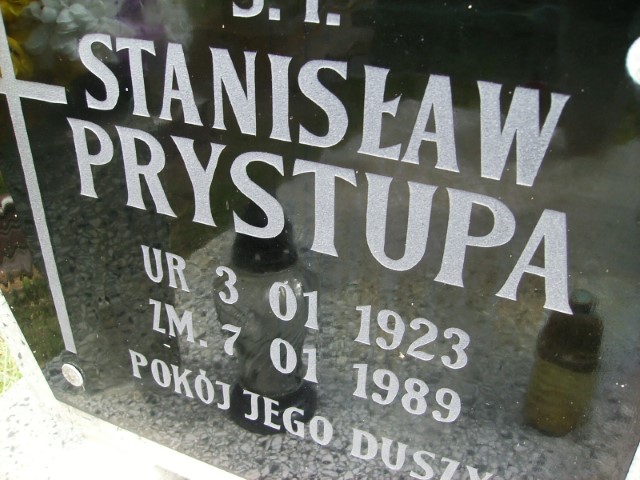 Ś. P.
STANISŁAW
PRYSTUPA
UR 3 01 1923
ZM. 7 01 1989
POKÓJ JEGO DUSZY